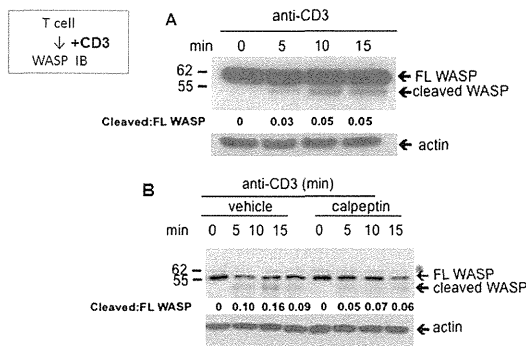 T cell
↓ +CD3
WASP IB
A
anti-CD3
min 0 5 10 15
62
55
FL WASP
cleaved WASP
Cleaved:FL WASP 0 0.03 0.05 0.05
actin
B
anti-CD3 (min)
vehicle calpeptin
min 0 5 10 15 0 5 10 15
62
55
FL WASP
cleaved WASP
Cleaved:FL WASP 0 0.10 0.16 0.09 0 0.05 0.07 0.06
actin